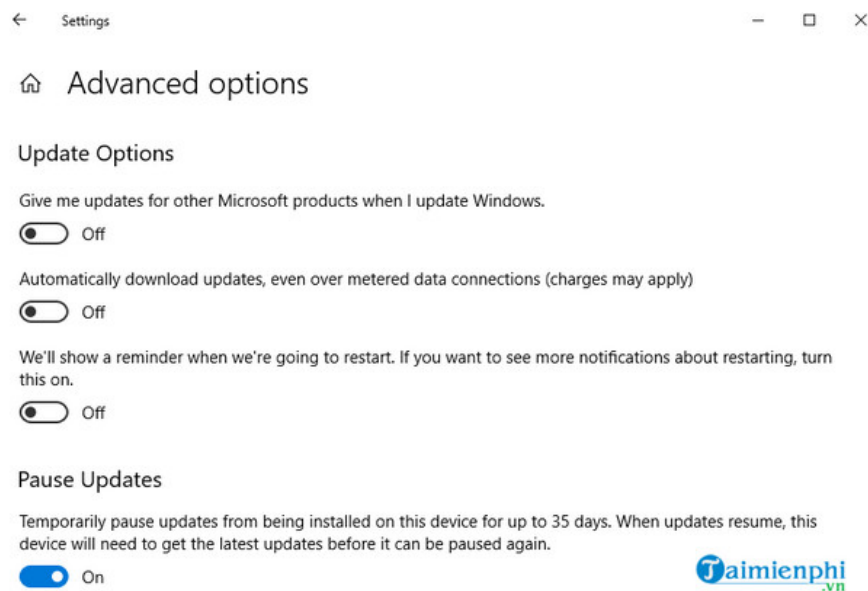 Settings
Advanced options
Update Options
Give me updates for other Microsoft products when I update Windows.
Off
Automatically download updates, even over metered data connections (charges may apply)
Off
We'll show a reminder when we're going to restart. If you want to see more notifications about restarting, turn
this on.
Off
Pause Updates
Temporarily pause updates from being installed on this device for up to 35 days. When updates resume, this
device will need to get the latest updates before it can be paused again.
On
Taimienphi
.vn